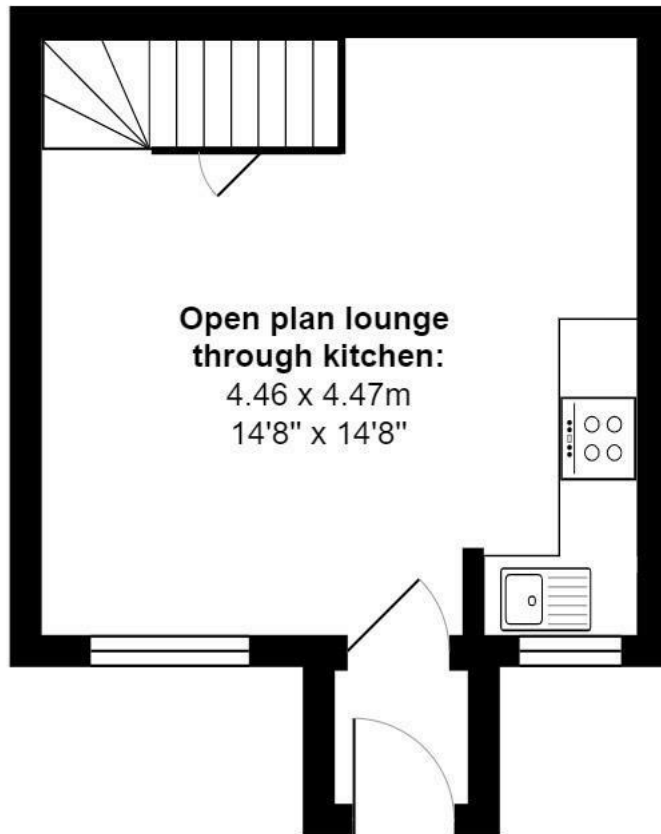 Open plan lounge
through kitchen:
4.46 x 4.47m
14'8" x 14'8"